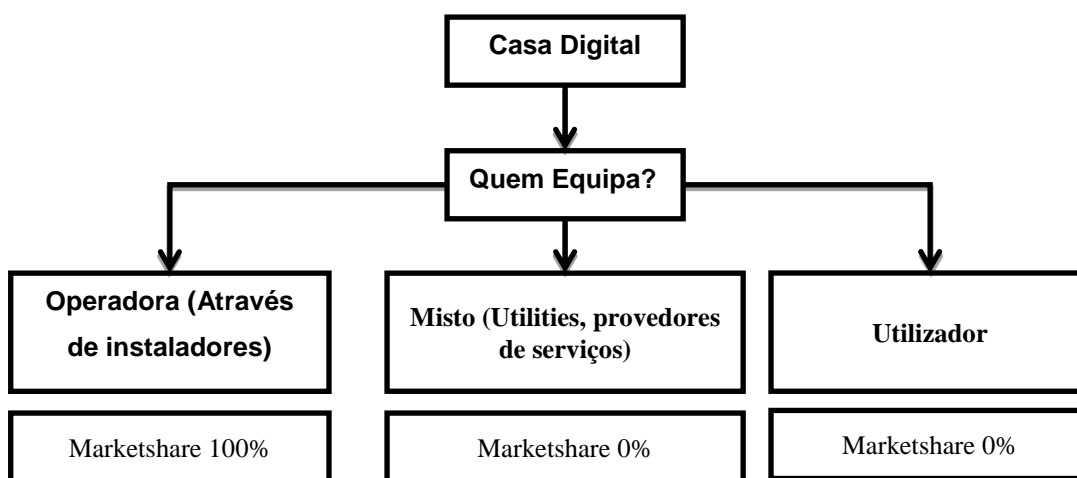 Casa Digital
Quem Equipa?
Operadora (Através
de instaladores)
Misto (Utilities, provedores
de serviços)
Utilizador
Marketshare 100%
Marketshare 0%
Marketshare 0%